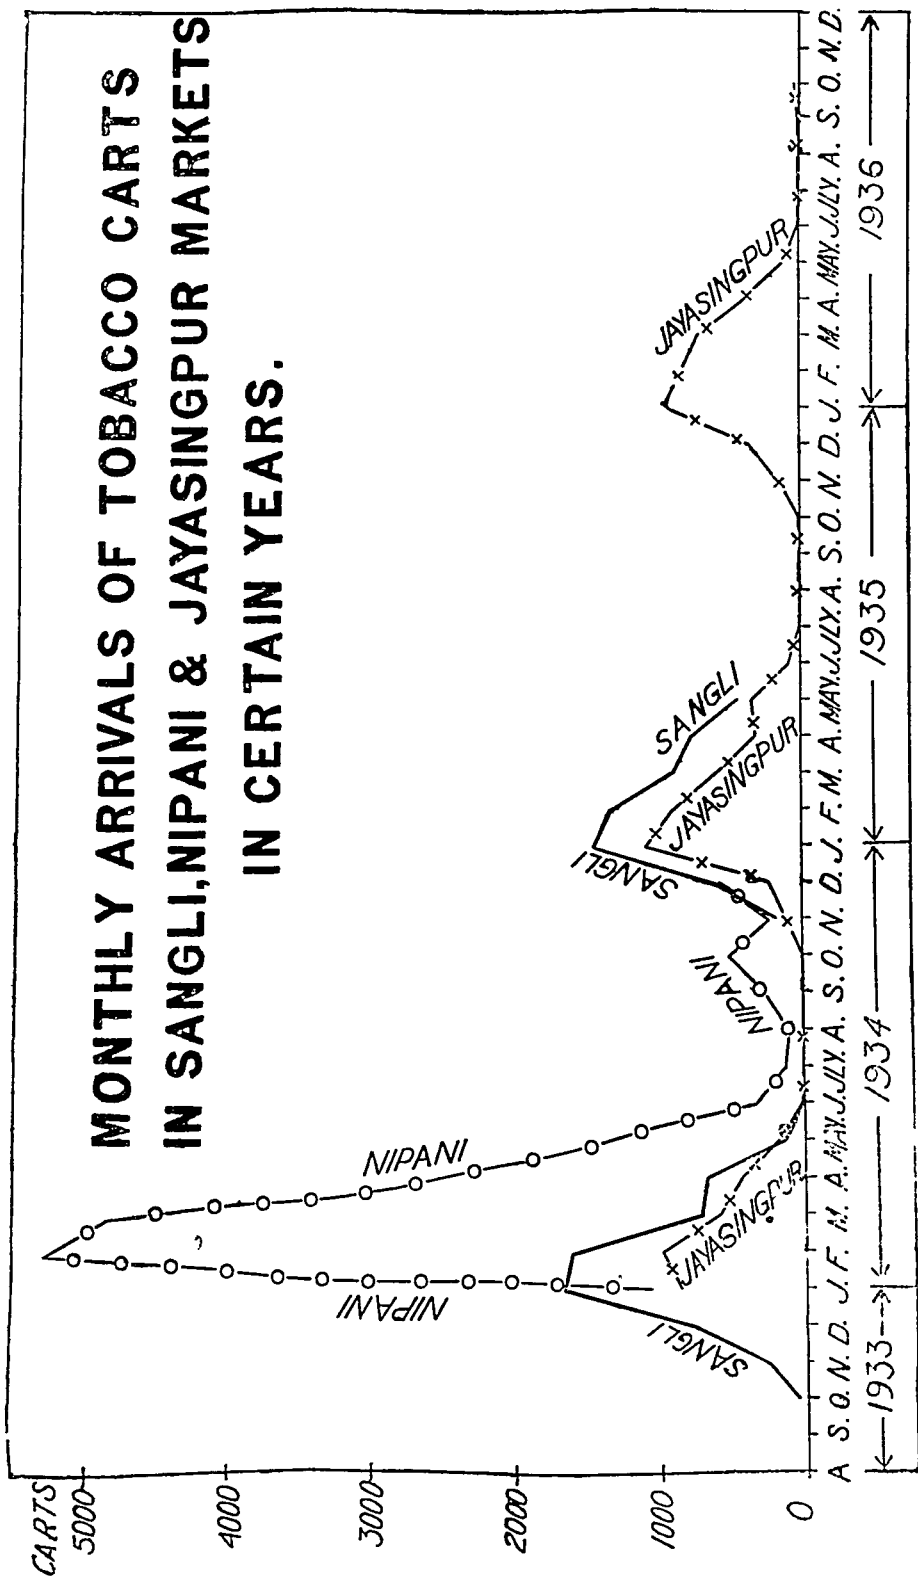 MONTHLY ARRIVALS OF TOBACCO CARTS
IN SANGLI,NIPANI & JAYASINGPUR MARKETS
IN CERTAIN YEARS.
CARTS
5000
4000
3000
2000
1000
0
NIPANI
NIPANI
SANGLI
JAYASINGPUR
NIPANI
SANGLI
SANGLI
JAYASINGPUR
JAYASINGPUR
A S. O. N. D. J. F. M. A. MAY. J. JLY. A. S. O. N. D. J. F. M. A. MAY. J. JLY. A. S. O. N. D. J. F. M. A. MAY. J. JLY. A. S. O. N. D.
1933 1934 1935 1936